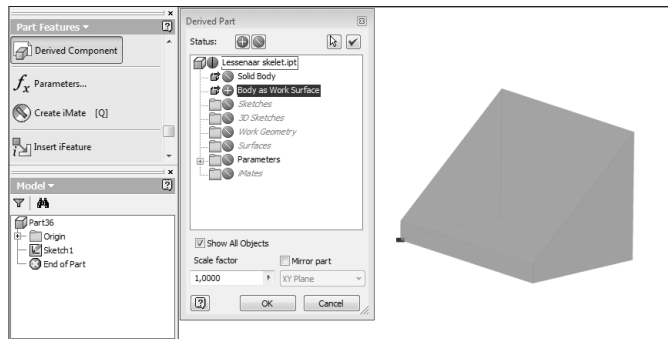 Part Features
Derived Component
fx Parameters...
Create iMate [Q]
Insert iFeature
Model
Part36
Origin
Sketch1
End of Part
Derived Part
Status:
Lessenaar skelet.ipt
Solid Body
Body as Work Surface
Sketches
3D Sketches
Work Geometry
Surfaces
Parameters
iMates
Show All Objects
Scale factor
Mirror part
1,0000
XY Plane
OK
Cancel